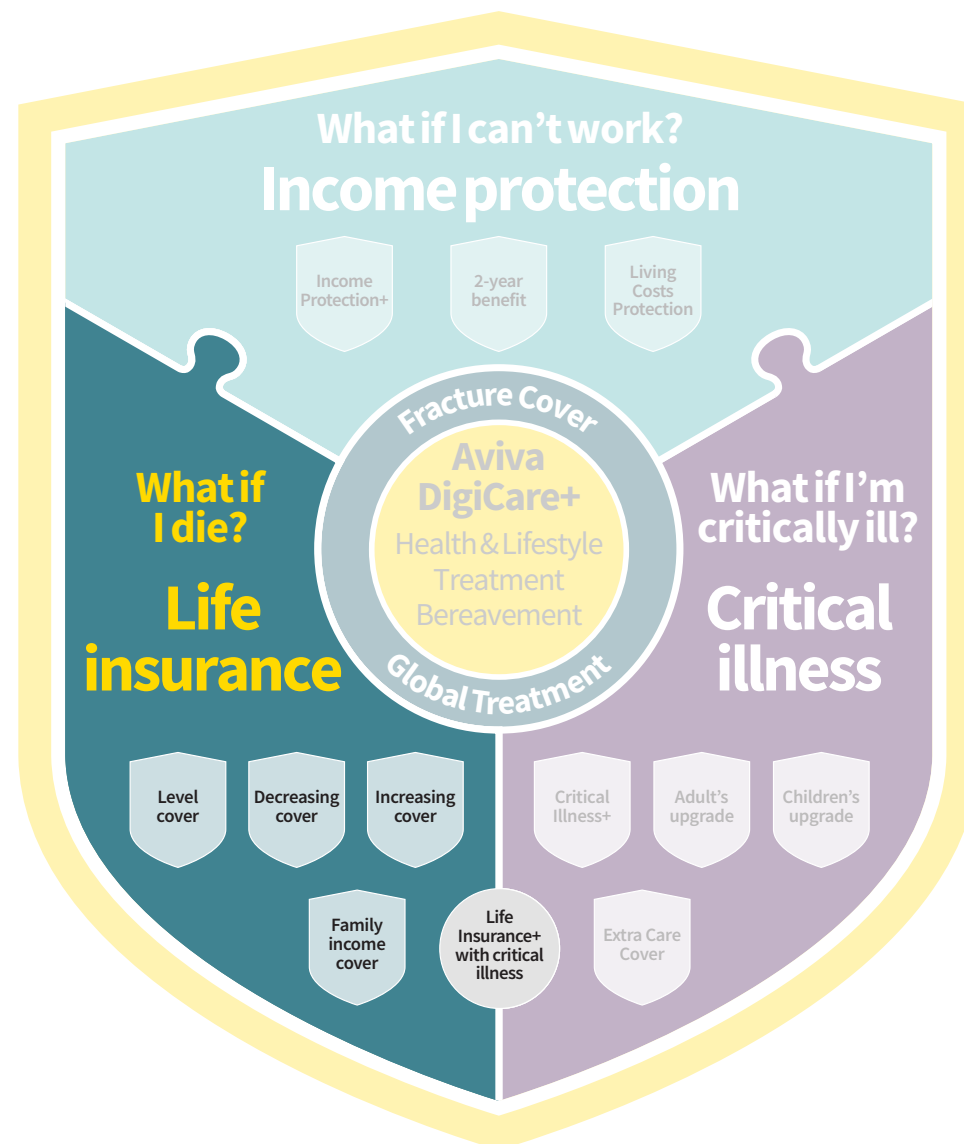 What if I can't work?
Income protection
Income
Protection+
2-year
benefit
Living
Costs
Protection
Fracture Cover
Aviva
DigiCare+
Health & Lifestyle
Treatment
Bereavement
Global Treatment
What if
I die?
Life
insurance
What if I'm
critically ill?
Critical
illness
Level
cover
Decreasing
cover
Increasing
cover
Critical
Illness+
Adult's
upgrade
Children's
upgrade
Family
income
cover
Life
Insurance+
with critical
illness
Extra Care
Cover